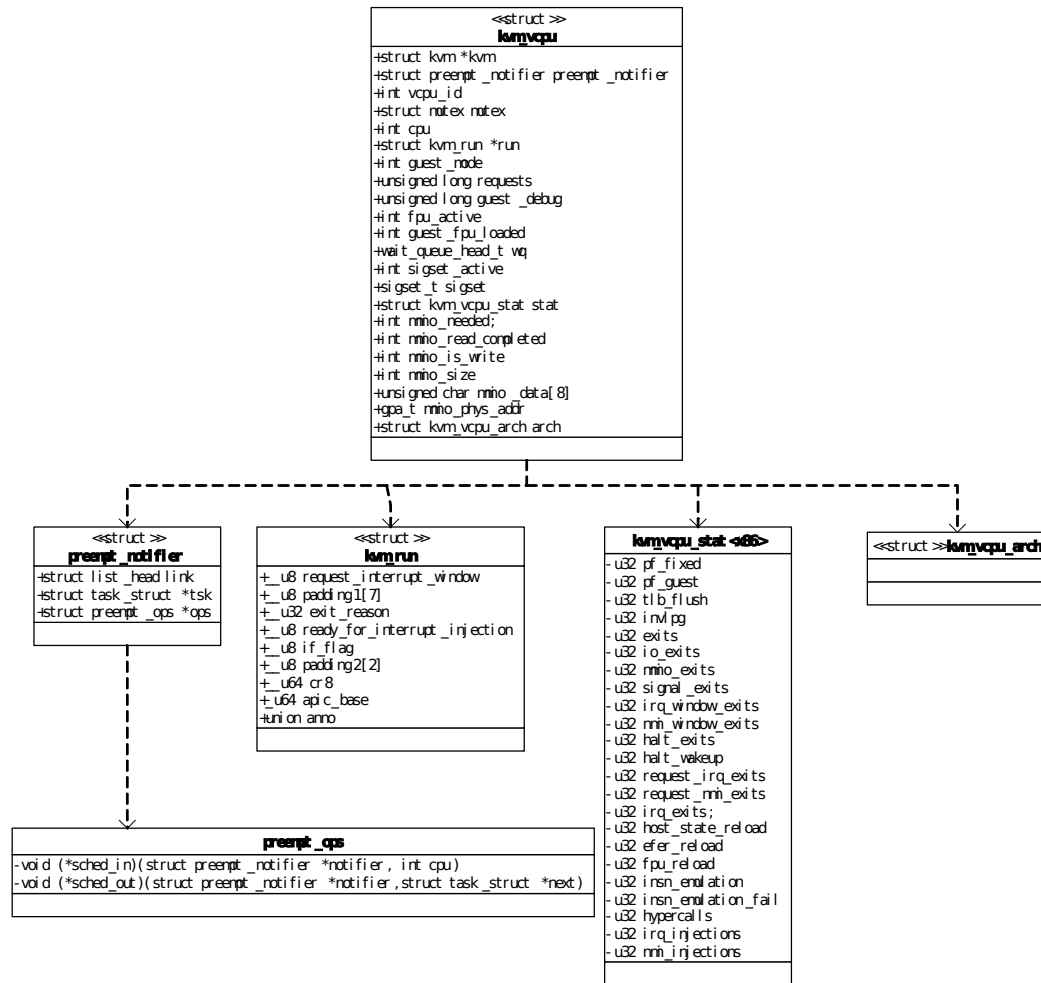 <<struct>>
kvm_vcpu
+struct kvm *kvm
+struct preempt_notifier preempt_notifier
+int vcpu_id
+struct mutex mutex
+int cpu
+struct kvm_run *run
+int guest_mode
+unsigned long requests
+unsigned long guest_debug
+int fpu_active
+int guest_fpu_loaded
+wait_queue_head_t wq
+int sigset_active
+sigset_t sigset
+struct kvm_vcpu_stat stat
+int mmio_needed;
+int mmio_read_completed
+int mmio_is_write
+int mmio_size
+unsigned char mmio_data[8]
+gpa_t mmio_phys_addr
+struct kvm_vcpu_arch arch
<<struct>>
preempt_notifier
+struct list_head link
+struct task_struct *tsk
+struct preempt_ops *ops
<<struct>>
kvm_run
+__u8 request_interrupt_window
+__u8 padding1[7]
+__u32 exit_reason
+__u8 ready_for_interrupt_injection
+__u8 if_flag
+__u8 padding2[2]
+__u64 cr8
+_u64 apic_base
+union anno
kvm_vcpu_stat<x86>
-u32 pf_fixed
-u32 pf_guest
-u32 tlb_flush
-u32 invlpg
-u32 exits
-u32 io_exits
-u32 mmio_exits
-u32 signal_exits
-u32 irq_window_exits
-u32 nmi_window_exits
-u32 halt_exits
-u32 halt_wakeup
-u32 request_irq_exits
-u32 request_nmi_exits
-u32 irq_exits;
-u32 host_state_reload
-u32 efer_reload
-u32 fpu_reload
-u32 insn_emulation
-u32 insn_emulation_fail
-u32 hypercalls
-u32 irq_injections
-u32 nmi_injections
<<struct>>kvm_vcpu_arch
preempt_ops
-void (*sched_in)(struct preempt_notifier *notifier, int cpu)
-void (*sched_out)(struct preempt_notifier *notifier,struct task_struct *next)